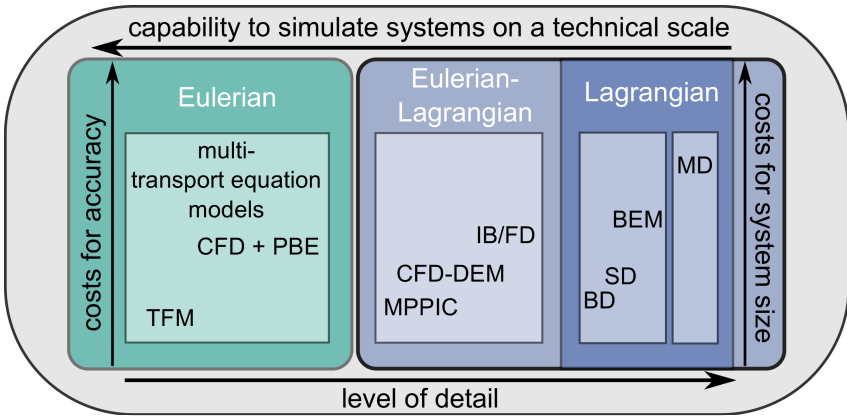 capability to simulate systems on a technical scale
costs for accuracy
Eulerian
multi-
transport equation
models
CFD + PBE
TFM
Eulerian-
Lagrangian
IB/FD
CFD-DEM
MPPIC
Lagrangian
MD
BEM
SD
BD
costs for system size
level of detail